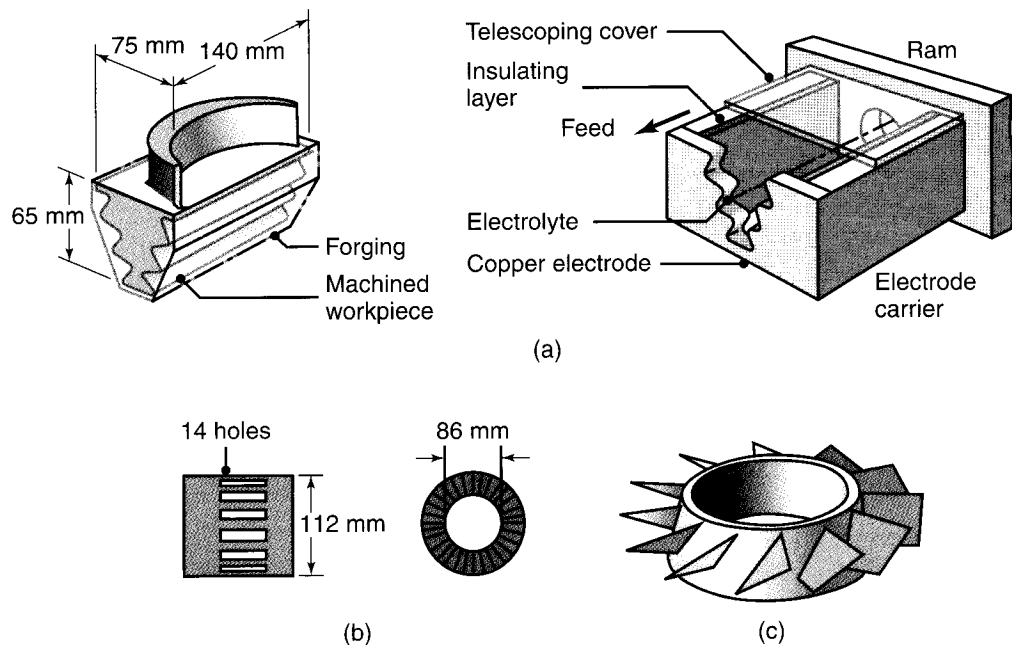 75 mm
140 mm
65 mm
Forging
Machined
workpiece
Telescoping cover
Insulating
layer
Feed
Ram
Electrolyte
Copper electrode
Electrode
carrier
(a)
14 holes
112 mm
86 mm
(b)
(c)